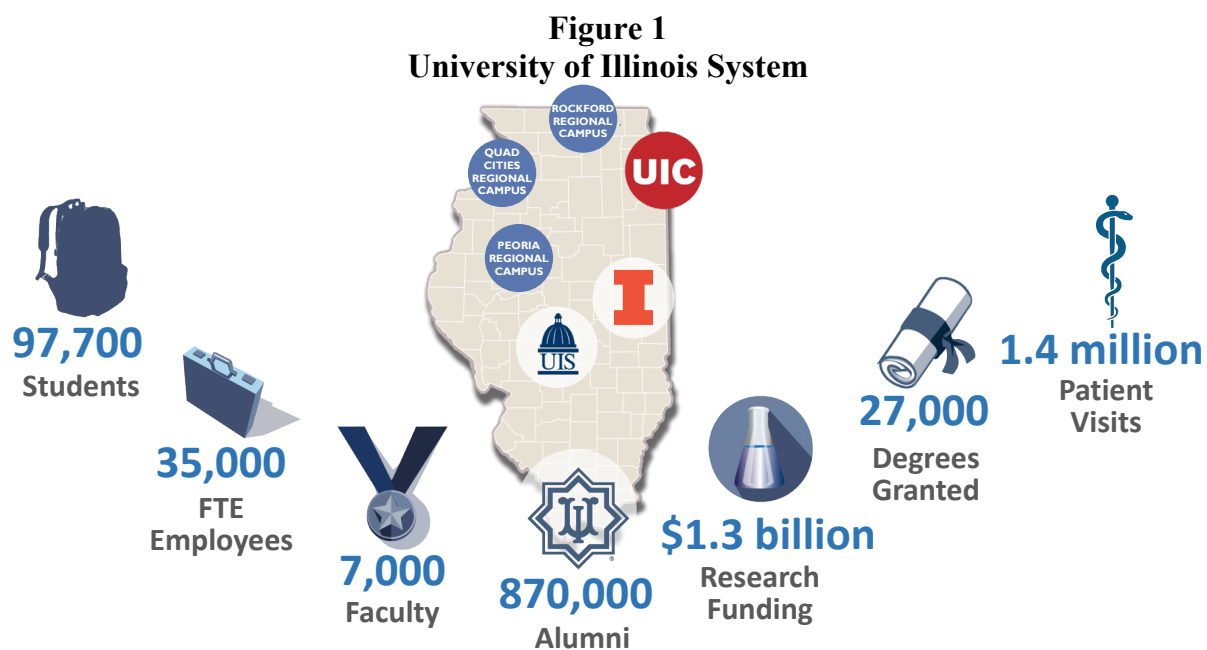 Figure 1
University of Illinois System
ROCKFORD
REGIONAL
CAMPUS
QUAD
CITIES
REGIONAL
CAMPUS
UIC
PEORIA
REGIONAL
CAMPUS
I
UIS
97,700
Students
35,000
FTE
Employees
7,000
Faculty
UI
®
870,000
Alumni
$1.3 billion
Research
Funding
27,000
Degrees
Granted
1.4 million
Patient
Visits